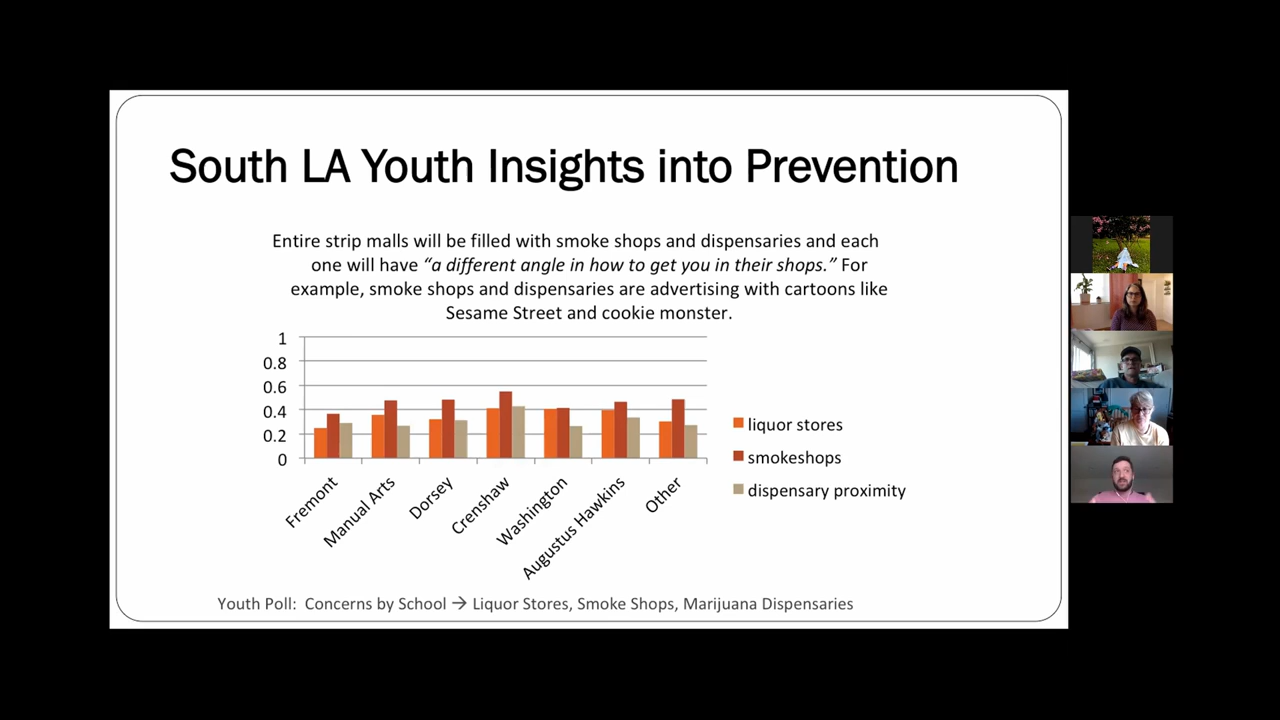 South LA Youth Insights into Prevention
Entire strip malls will be filled with smoke shops and dispensaries and each
one will have “a different angle in how to get you in their shops.” For
example, smoke shops and dispensaries are advertising with cartoons like
Sesame Street and cookie monster.
1
0.8
0.6
0.4
0.2
0
Fremont
Manual Arts
Dorsey
Crenshaw
Washington
Augustus Hawkins
Other
liquor stores
smokeshops
dispensary proximity
Youth Poll: Concerns by School → Liquor Stores, Smoke Shops, Marijuana Dispensaries